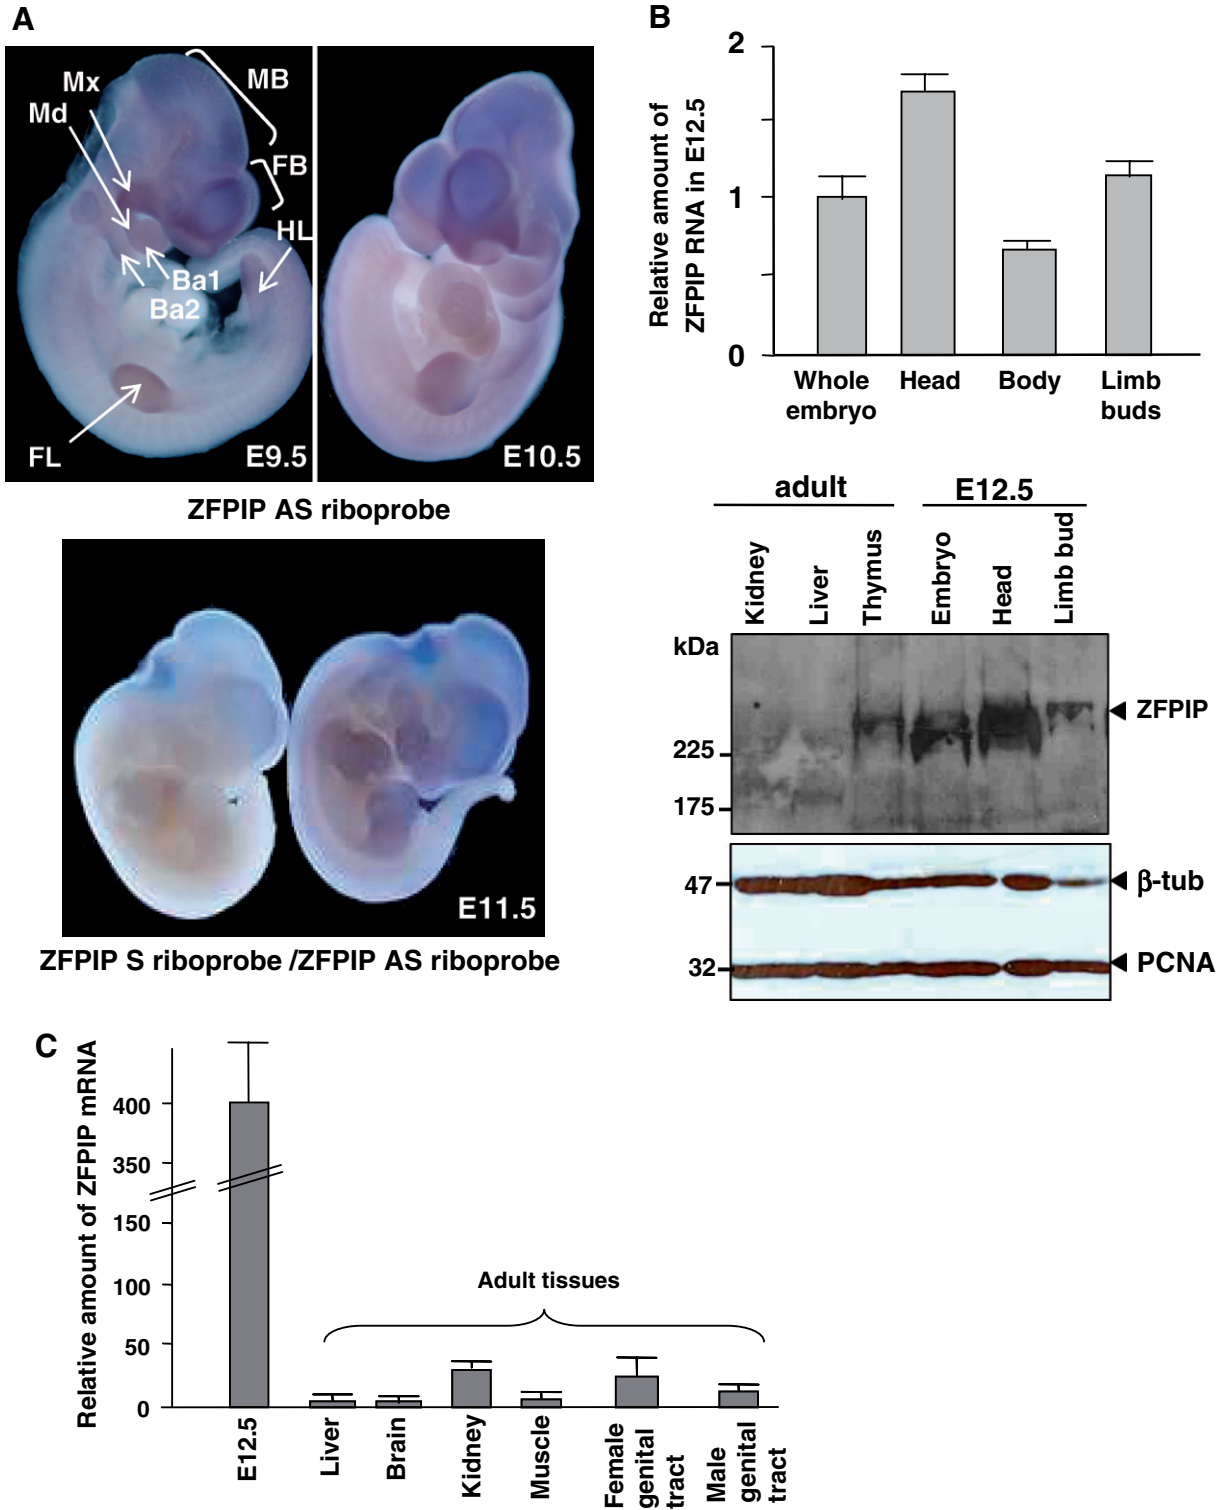 A
Mx
Md
MB
FB
HL
Ba1
Ba2
FL
E9.5
E10.5
ZFPIP AS riboprobe
E11.5
ZFPIP S riboprobe /ZFPIP AS riboprobe
B
Relative amount of
ZFPIP RNA in E12.5
2
1
0
Whole
embryo
Head
Body
Limb
buds
adult
E12.5
Kidney
Liver
Thymus
Embryo
Head
Limb bud
kDa
ZFPIP
225
175
47
β-tub
32
PCNA
C
Relative amount of ZFPIP mRNA
400
350
150
100
50
0
Adult tissues
E12.5
Liver
Brain
Kidney
Muscle
Female
genital
tract
Male
genital
tract